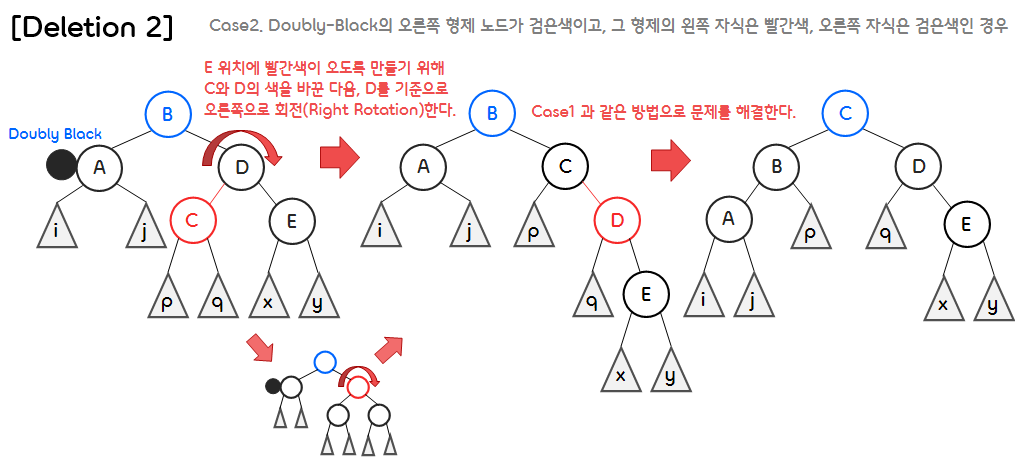 [Deletion 2]
Case2. Doubly-Black의 오른쪽 형제 노드가 검은색이고, 그 형제의 왼쪽 자식은 빨간색, 오른쪽 자식은 검은색인 경우
E 위치에 빨간색이 오도록 만들기 위해
C와 D의 색을 바꾼 다음, D를 기준으로
오른쪽으로 회전(Right Rotation)한다.
Case1 과 같은 방법으로 문제를 해결한다.
Doubly Black
B
A
D
i
j
C
E
p
q
x
y
B
A
C
i
j
p
D
q
E
x
y
C
B
D
A
p
q
E
i
j
x
y